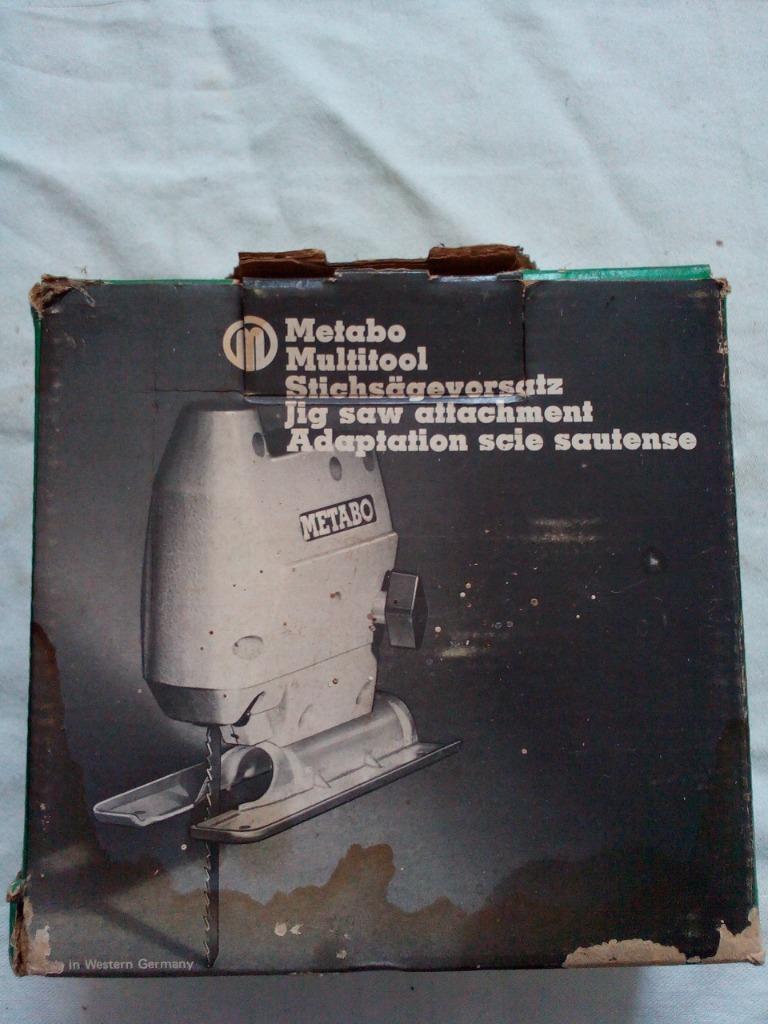 Metabo
Multitool
Stichsägevorsatz
Jig saw attachment
Adaptation scie sautense
METABO
in Western Germany